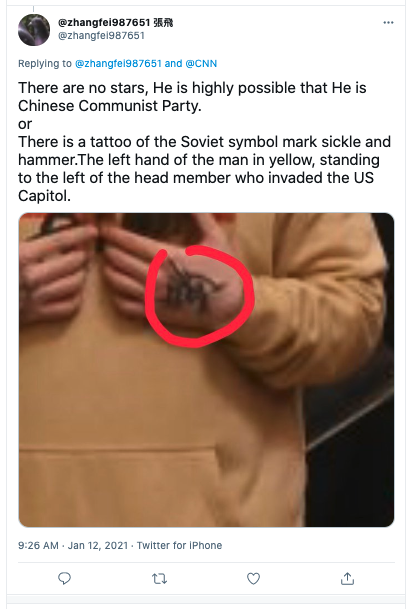 @zhangfei987651 張飛
@zhangfei987651
Replying to @zhangfei987651 and @CNN
There are no stars, He is highly possible that He is
Chinese Communist Party.
or
There is a tattoo of the Soviet symbol mark sickle and
hammer.The left hand of the man in yellow, standing
to the left of the head member who invaded the US
Capitol.
9:26 AM · Jan 12, 2021 · Twitter for iPhone